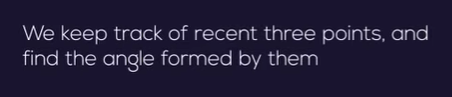 We keep track of recent three points, and
find the angle formed by them